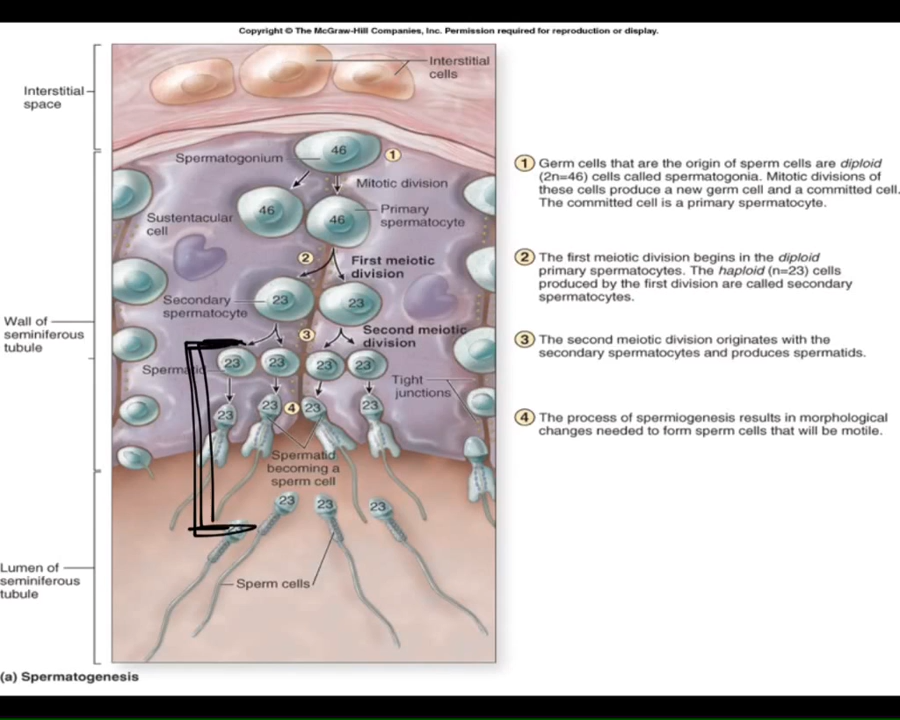 Copyright © The McGraw-Hill Companies, Inc. Permission required for reproduction or display.
Interstitial
cells
Interstitial
space
Spermatogonium
46
1
Mitotic division
46
46
Primary
spermatocyte
Sustentacular
cell
2
First meiotic
division
Secondary
spermatocyte
23
23
Wall of
seminiferous
tubule
3
Second meiotic
division
23
23
23
23
Tight
junctions
23
23
4
23
23
Spermatid
becoming a
sperm cell
23
23
23
Lumen of
seminiferous
tubule
Sperm cells
(a) Spermatogenesis
1 Germ cells that are the origin of sperm cells are diploid
(2n=46) cells called spermatogonia. Mitotic divisions of
these cells produce a new germ cell and a committed cell.
The committed cell is a primary spermatocyte.
2 The first meiotic division begins in the diploid
primary spermatocytes. The haploid (n=23) cells
produced by the first division are called secondary
spermatocytes.
3 The second meiotic division originates with the
secondary spermatocytes and produces spermatids.
4 The process of spermiogenesis results in morphological
changes needed to form sperm cells that will be motile.